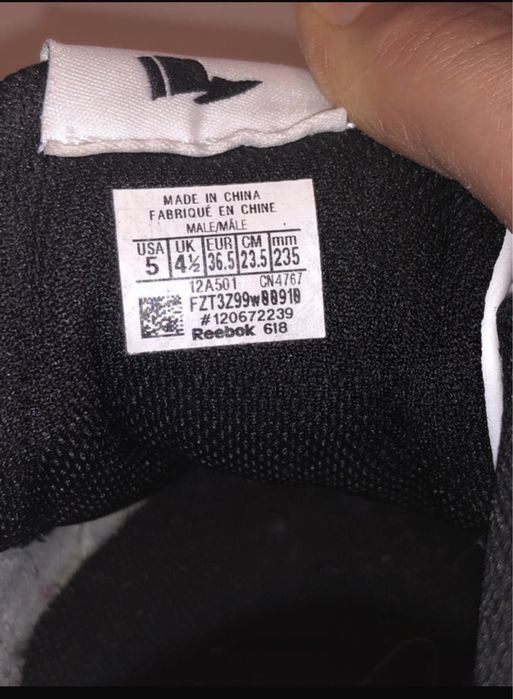 MADE IN CHINA
FABRIQUÉ EN CHINE
MALE/MÂLE
USA UK EUR CM mm
5 4½ 36.5 23.5 235
12A501 CN4767
#120672239
Reebok 618